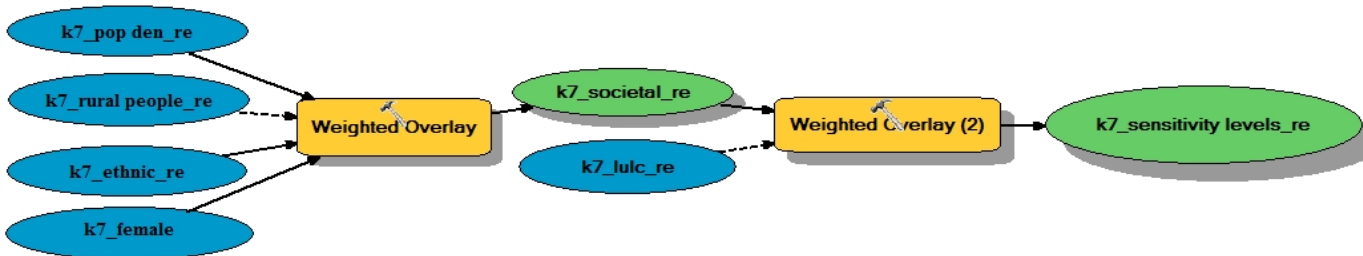 k7_pop den_re
k7_rural people_re
k7_ethnic_re
k7_female
Weighted Overlay
k7_societal_re
k7_lulc_re
Weighted Overlay (2)
k7_sensitivity levels_re